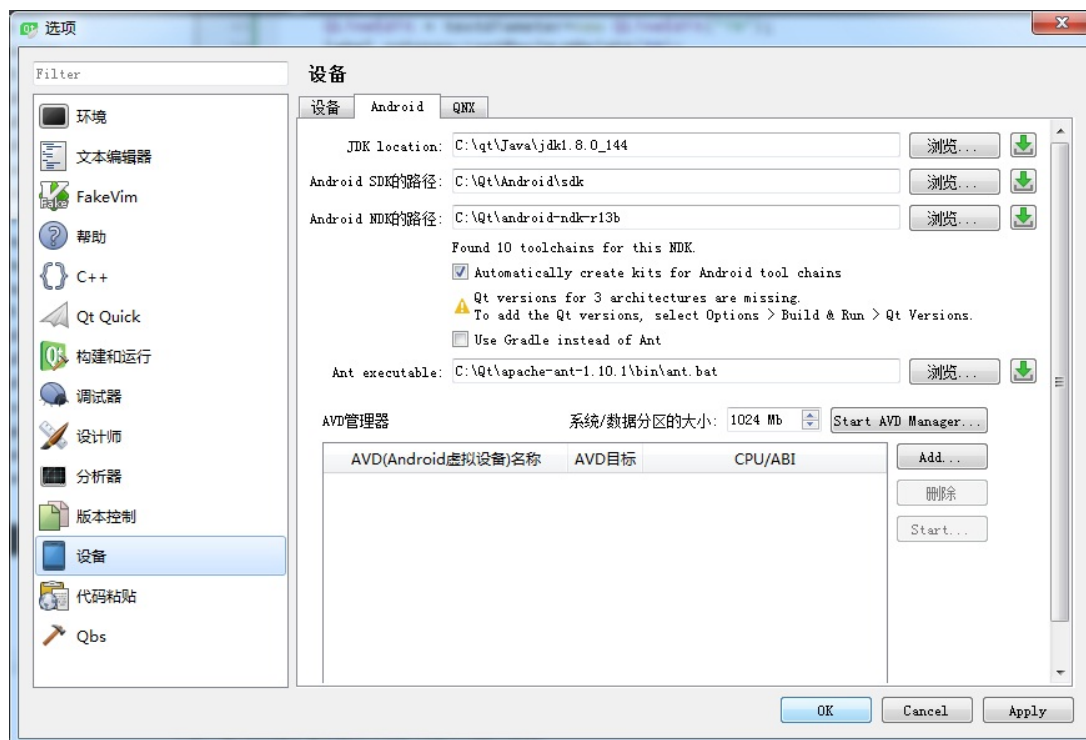 选项
Filter
环境
文本编辑器
FakeVim
帮助
C++
Qt Quick
构建和运行
调试器
设计师
分析器
版本控制
设备
代码粘贴
Qbs
设备
设备 Android QNX
JDK location: C:\qt\Java\jdk1.8.0_144 浏览...
Android SDK的路径: C:\Qt\Android\sdk 浏览...
Android NDK的路径: C:\Qt\android-ndk-r13b 浏览...
Found 10 toolchains for this NDK.
Automatically create kits for Android tool chains
Qt versions for 3 architectures are missing.
To add the Qt versions, select Options > Build & Run > Qt Versions.
Use Gradle instead of Ant
Ant executable: C:\Qt\apache-ant-1.10.1\bin\ant.bat 浏览...
AVD管理器 系统/数据分区的大小: 1024 Mb Start AVD Manager...
AVD(Android虚拟设备)名称 AVD目标 CPU/ABI Add...
删除
Start...
OK Cancel Apply